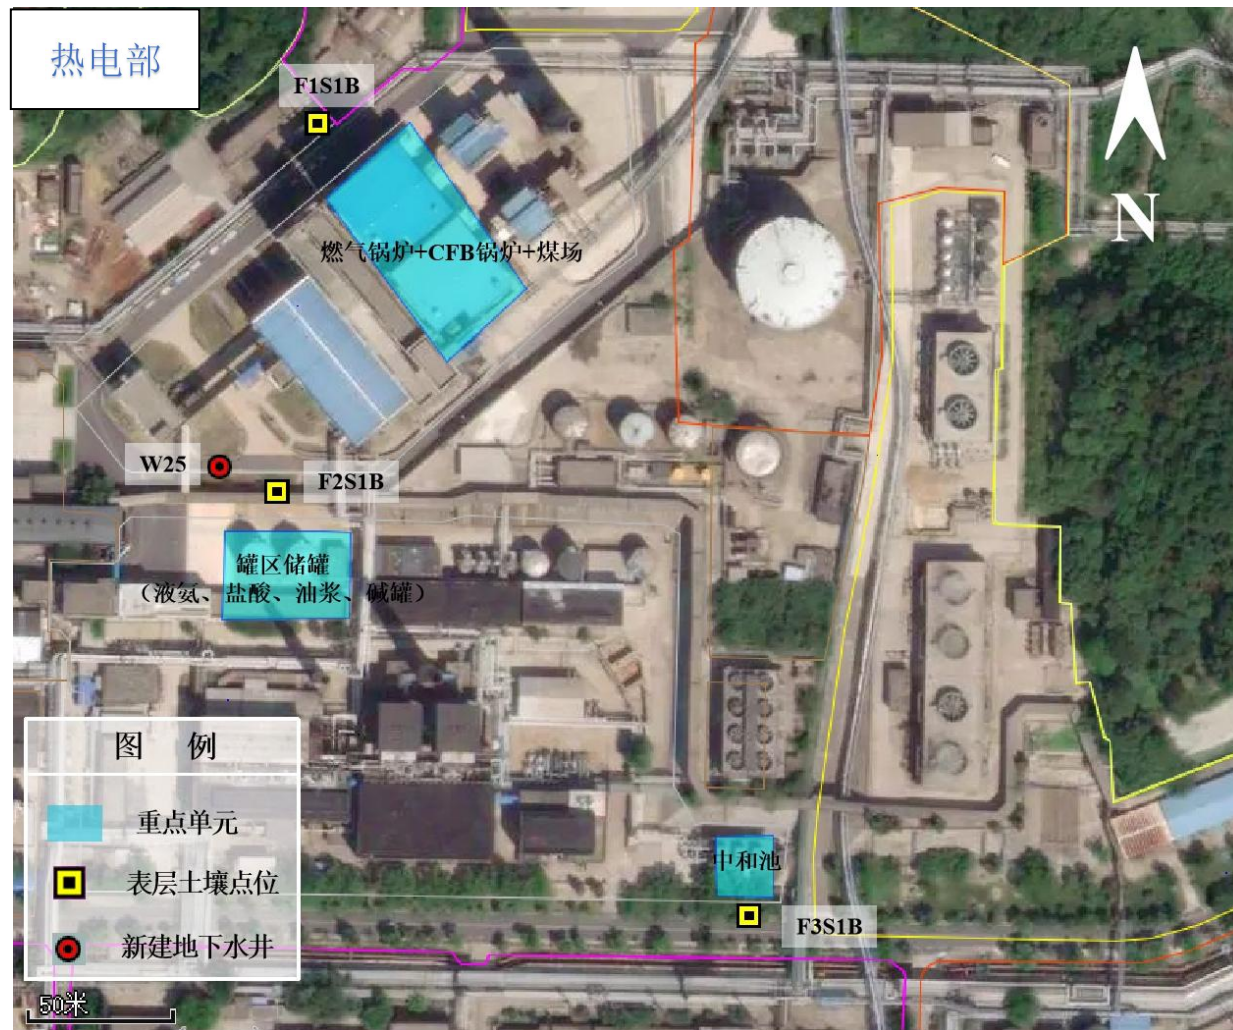 热电部
F1S1B
N
燃气锅炉+CFB锅炉+煤场
W25
F2S1B
罐区储罐
（液氨、盐酸、油浆、碱罐）
图 例
重点单元
表层土壤点位
新建地下水井
中和池
F3S1B
50米